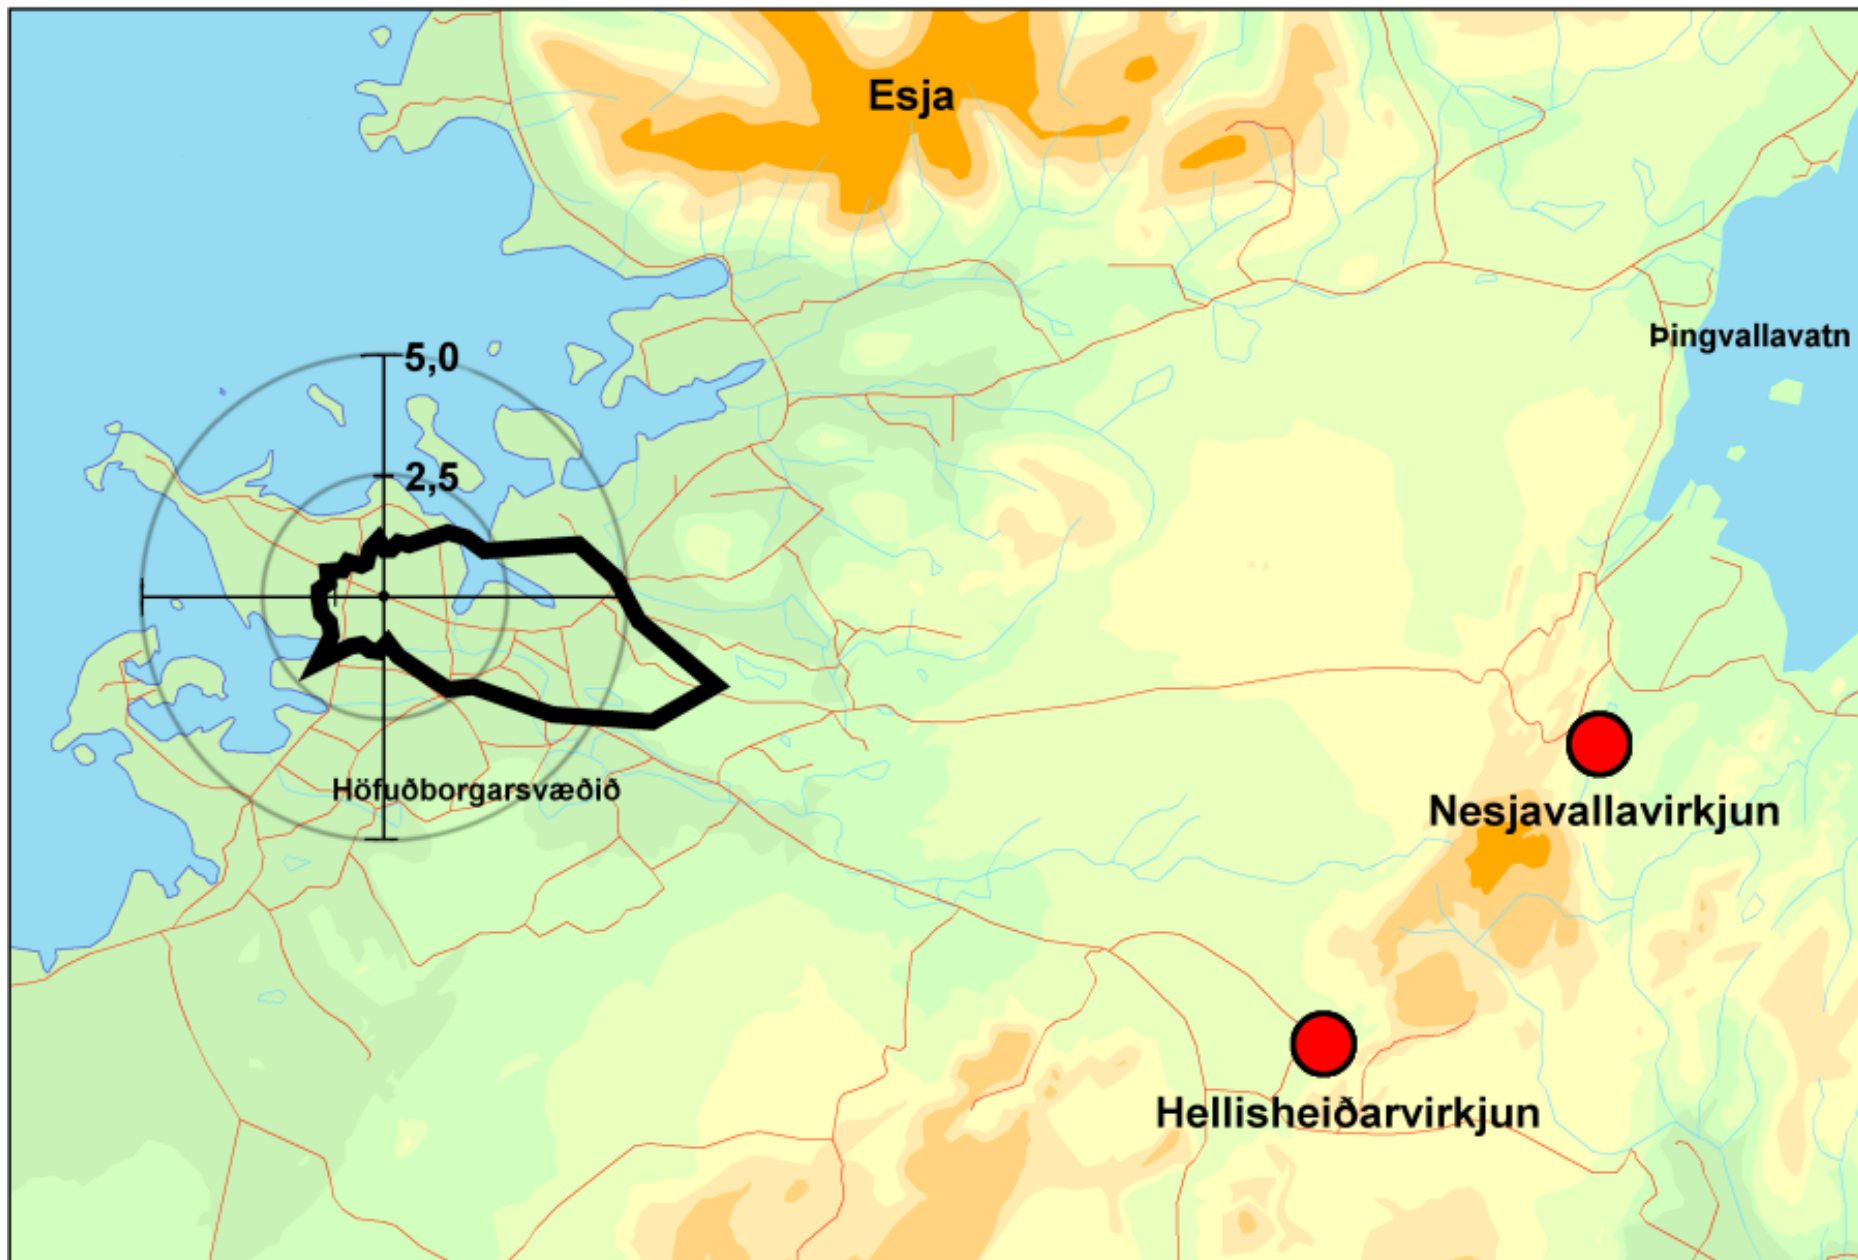 Esja
Þingvallavatn
5,0
2,5
Nesjavallavirkjun
Höfuðborgarsvæðið
Hellisheiðarvirkjun